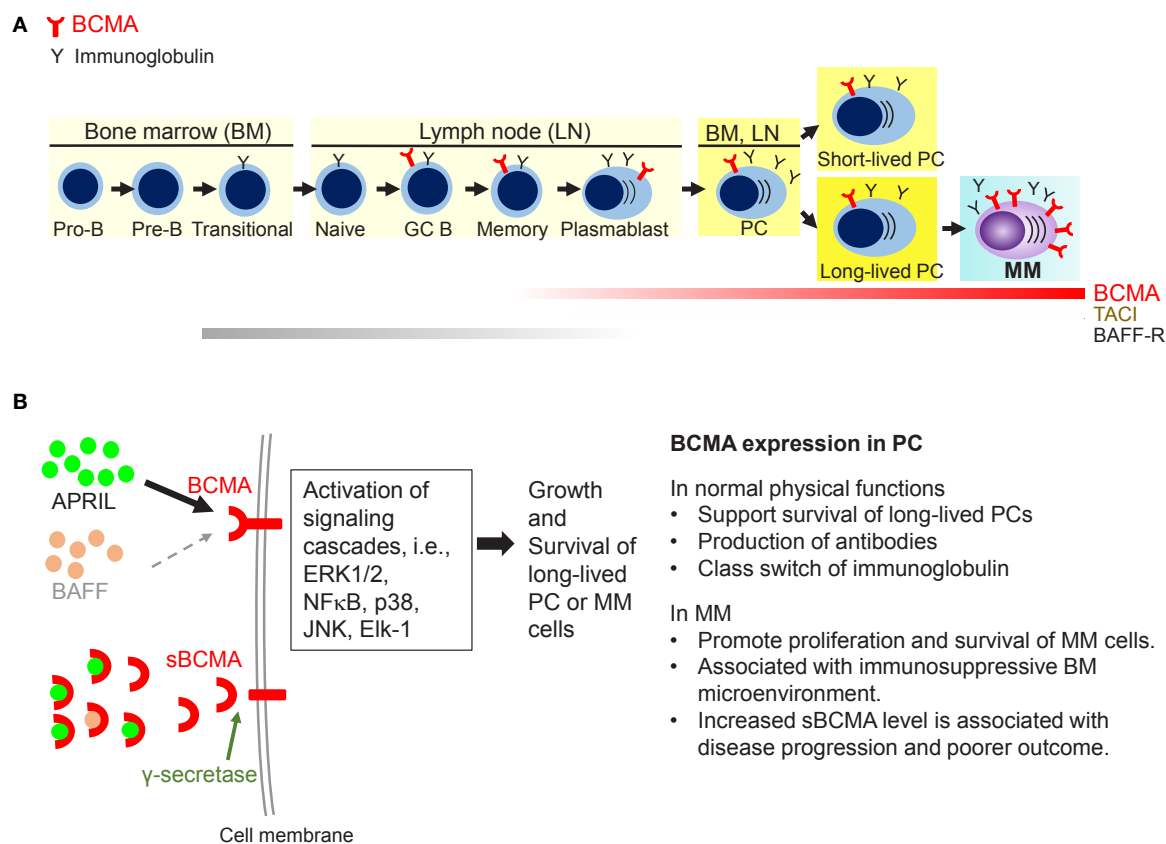 A
BCMA
Y Immunoglobulin
Bone marrow (BM)
Lymph node (LN)
BM, LN
Pro-B
Pre-B
Transitional
Naive
GC B
Memory
Plasmablast
PC
Short-lived PC
Long-lived PC
MM
BCMA
TACI
BAFF-R
B
APRIL
BAFF
BCMA
sBCMA
γ-secretase
Cell membrane
Activation of
signaling
cascades, i.e.,
ERK1/2,
NFκB, p38,
JNK, Elk-1
Growth
and
Survival of
long-lived
PC or MM
cells
BCMA expression in PC
In normal physical functions
• Support survival of long-lived PCs
• Production of antibodies
• Class switch of immunoglobulin
In MM
• Promote proliferation and survival of MM cells.
• Associated with immunosuppressive BM
microenvironment.
• Increased sBCMA level is associated with
disease progression and poorer outcome.